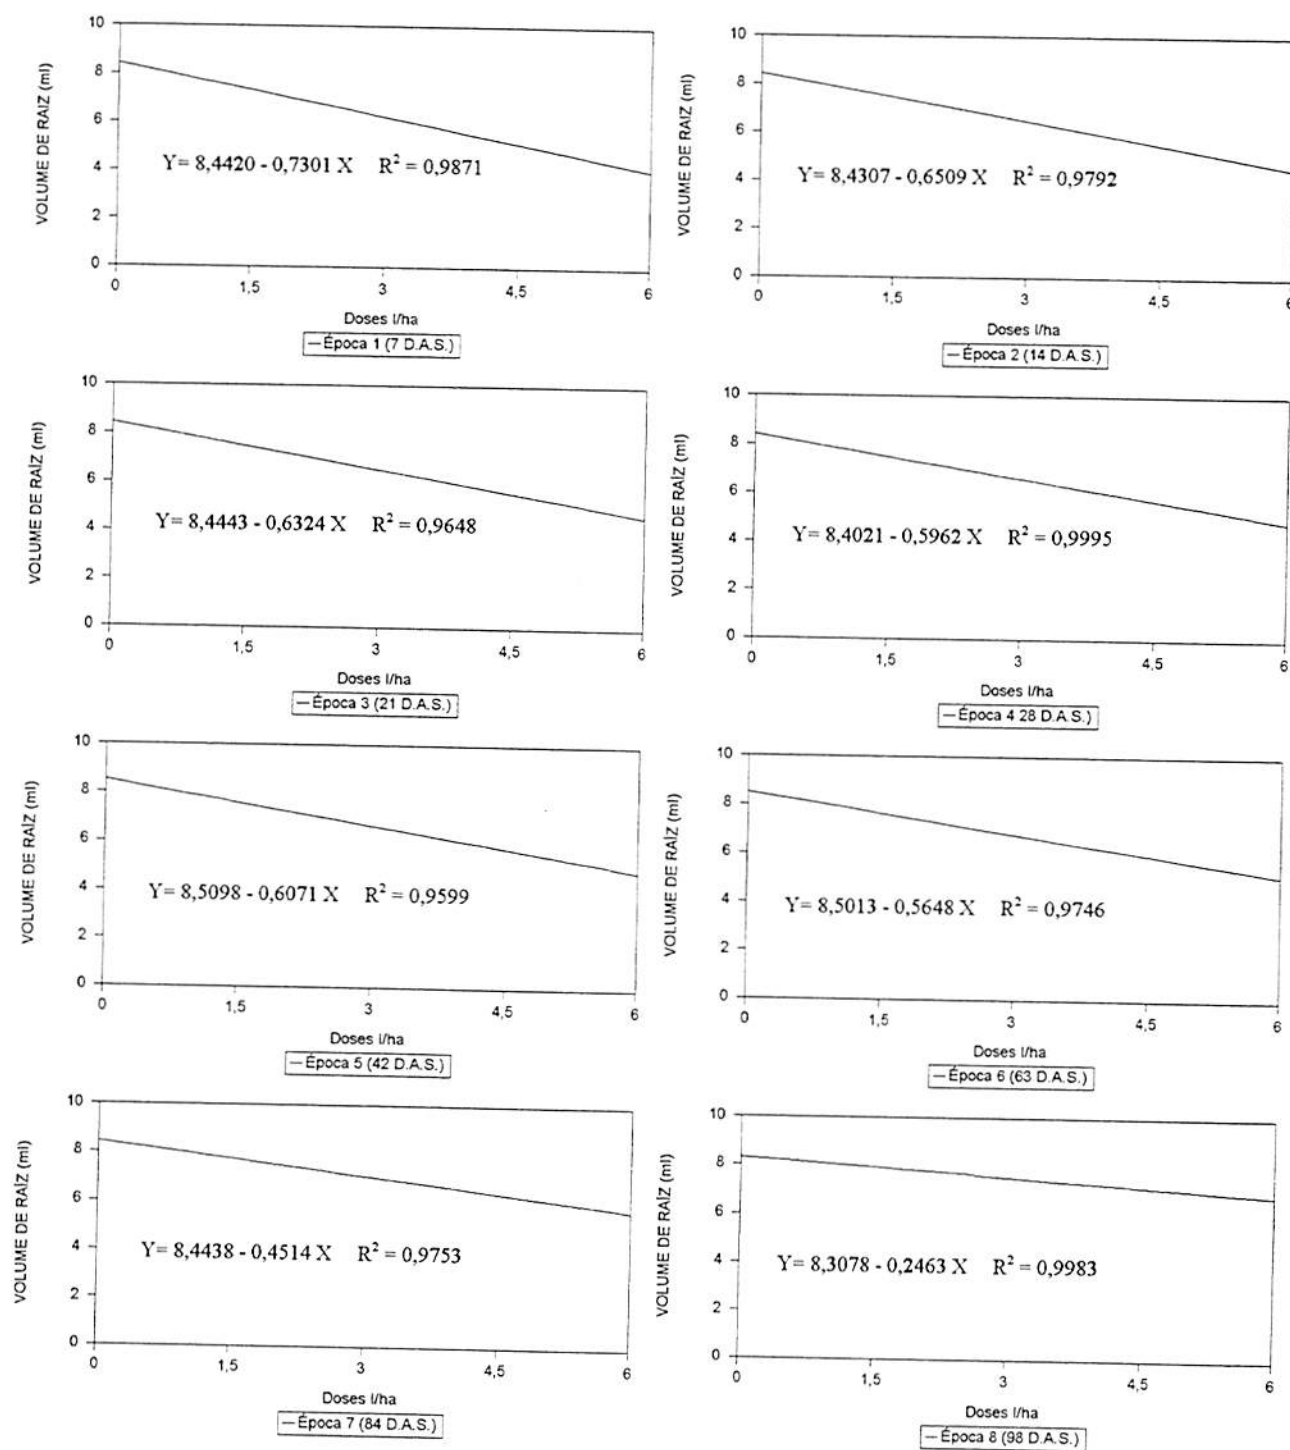 10
8
6
4
2
0
VOLUME DE RAÍZ (ml)
Y= 8,4420 - 0,7301 X R² = 0,9871
0 1,5 3 4,5 6
Doses l/ha
— Época 1 (7 D.A.S.)
10
8
6
4
2
0
VOLUME DE RAIZ (ml)
Y= 8,4307 - 0,6509 X R² = 0,9792
0 1,5 3 4,5 6
Doses l/ha
— Época 2 (14 D.A.S.)
10
8
6
4
2
0
VOLUME DE RAÍZ (ml)
Y= 8,4443 - 0,6324 X R² = 0,9648
0 1,5 3 4,5 6
Doses l/ha
— Época 3 (21 D.A.S.)
10
8
6
4
2
0
VOLUME DE RAÍZ (ml)
Y= 8,4021 - 0,5962 X R² = 0,9995
0 1,5 3 4,5 6
Doses l/ha
— Época 4 28 D.A.S.)
10
8
6
4
2
0
VOLUME DE RAÍZ (ml)
Y= 8,5098 - 0,6071 X R² = 0,9599
0 1,5 3 4,5 6
Doses l/ha
— Época 5 (42 D.A.S.)
10
8
6
4
2
0
VOLUME DE RAÍZ (ml)
Y= 8,5013 - 0,5648 X R² = 0,9746
0 1,5 3 4,5 6
Doses l/ha
— Época 6 (63 D.A.S.)
10
8
6
4
2
0
VOLUME DE RAÍZ (ml)
Y= 8,4438 - 0,4514 X R² = 0,9753
0 1,5 3 4,5 6
Doses l/ha
— Época 7 (84 D.A.S.)
10
8
6
4
2
0
VOLUME DE RAÍZ (ml)
Y= 8,3078 - 0,2463 X R² = 0,9983
0 1,5 3 4,5 6
Doses l/ha
— Época 8 (98 D.A.S.)